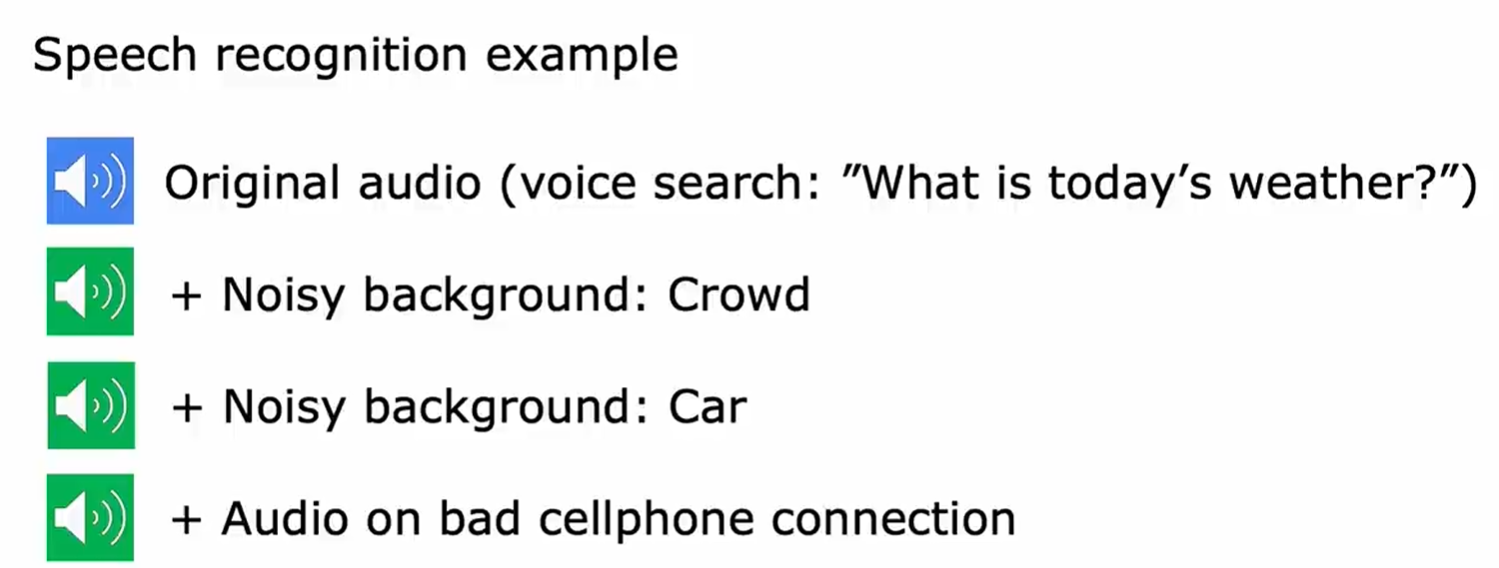 Speech recognition example
Original audio (voice search: ”What is today’s weather?”)
+ Noisy background: Crowd
+ Noisy background: Car
+ Audio on bad cellphone connection